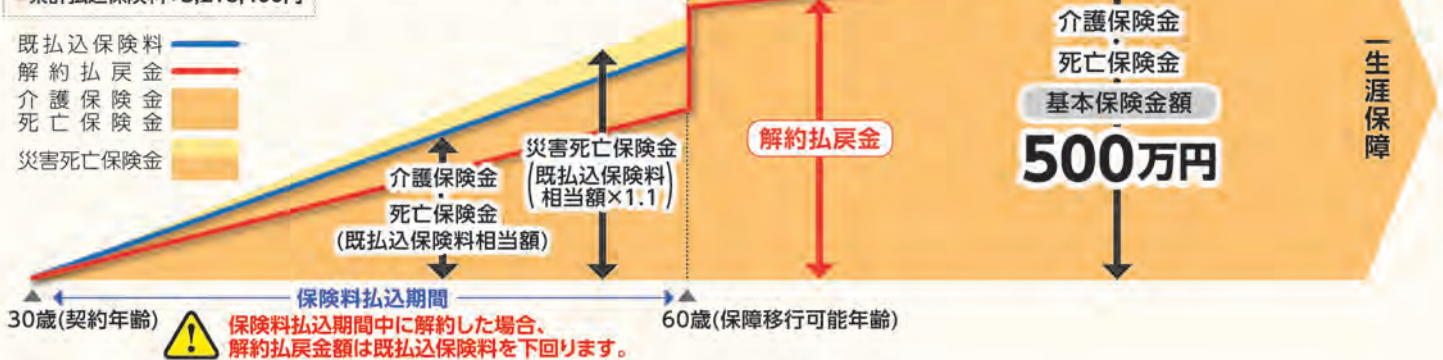 既払込保険料
解約払戻金
介護保険金
死亡保険金
災害死亡保険金
介護保険金
死亡保険金
(既払込保険料相当額)
災害死亡保険金
(既払込保険料
相当額×1.1)
解約払戻金
介護保険金
・
死亡保険金
基本保険金額
500万円
一生涯保障
保険料払込期間
30歳(契約年齢)
60歳(保障移行可能年齢)
保険料払込期間中に解約した場合、
解約払戻金額は既払込保険料を下回ります。